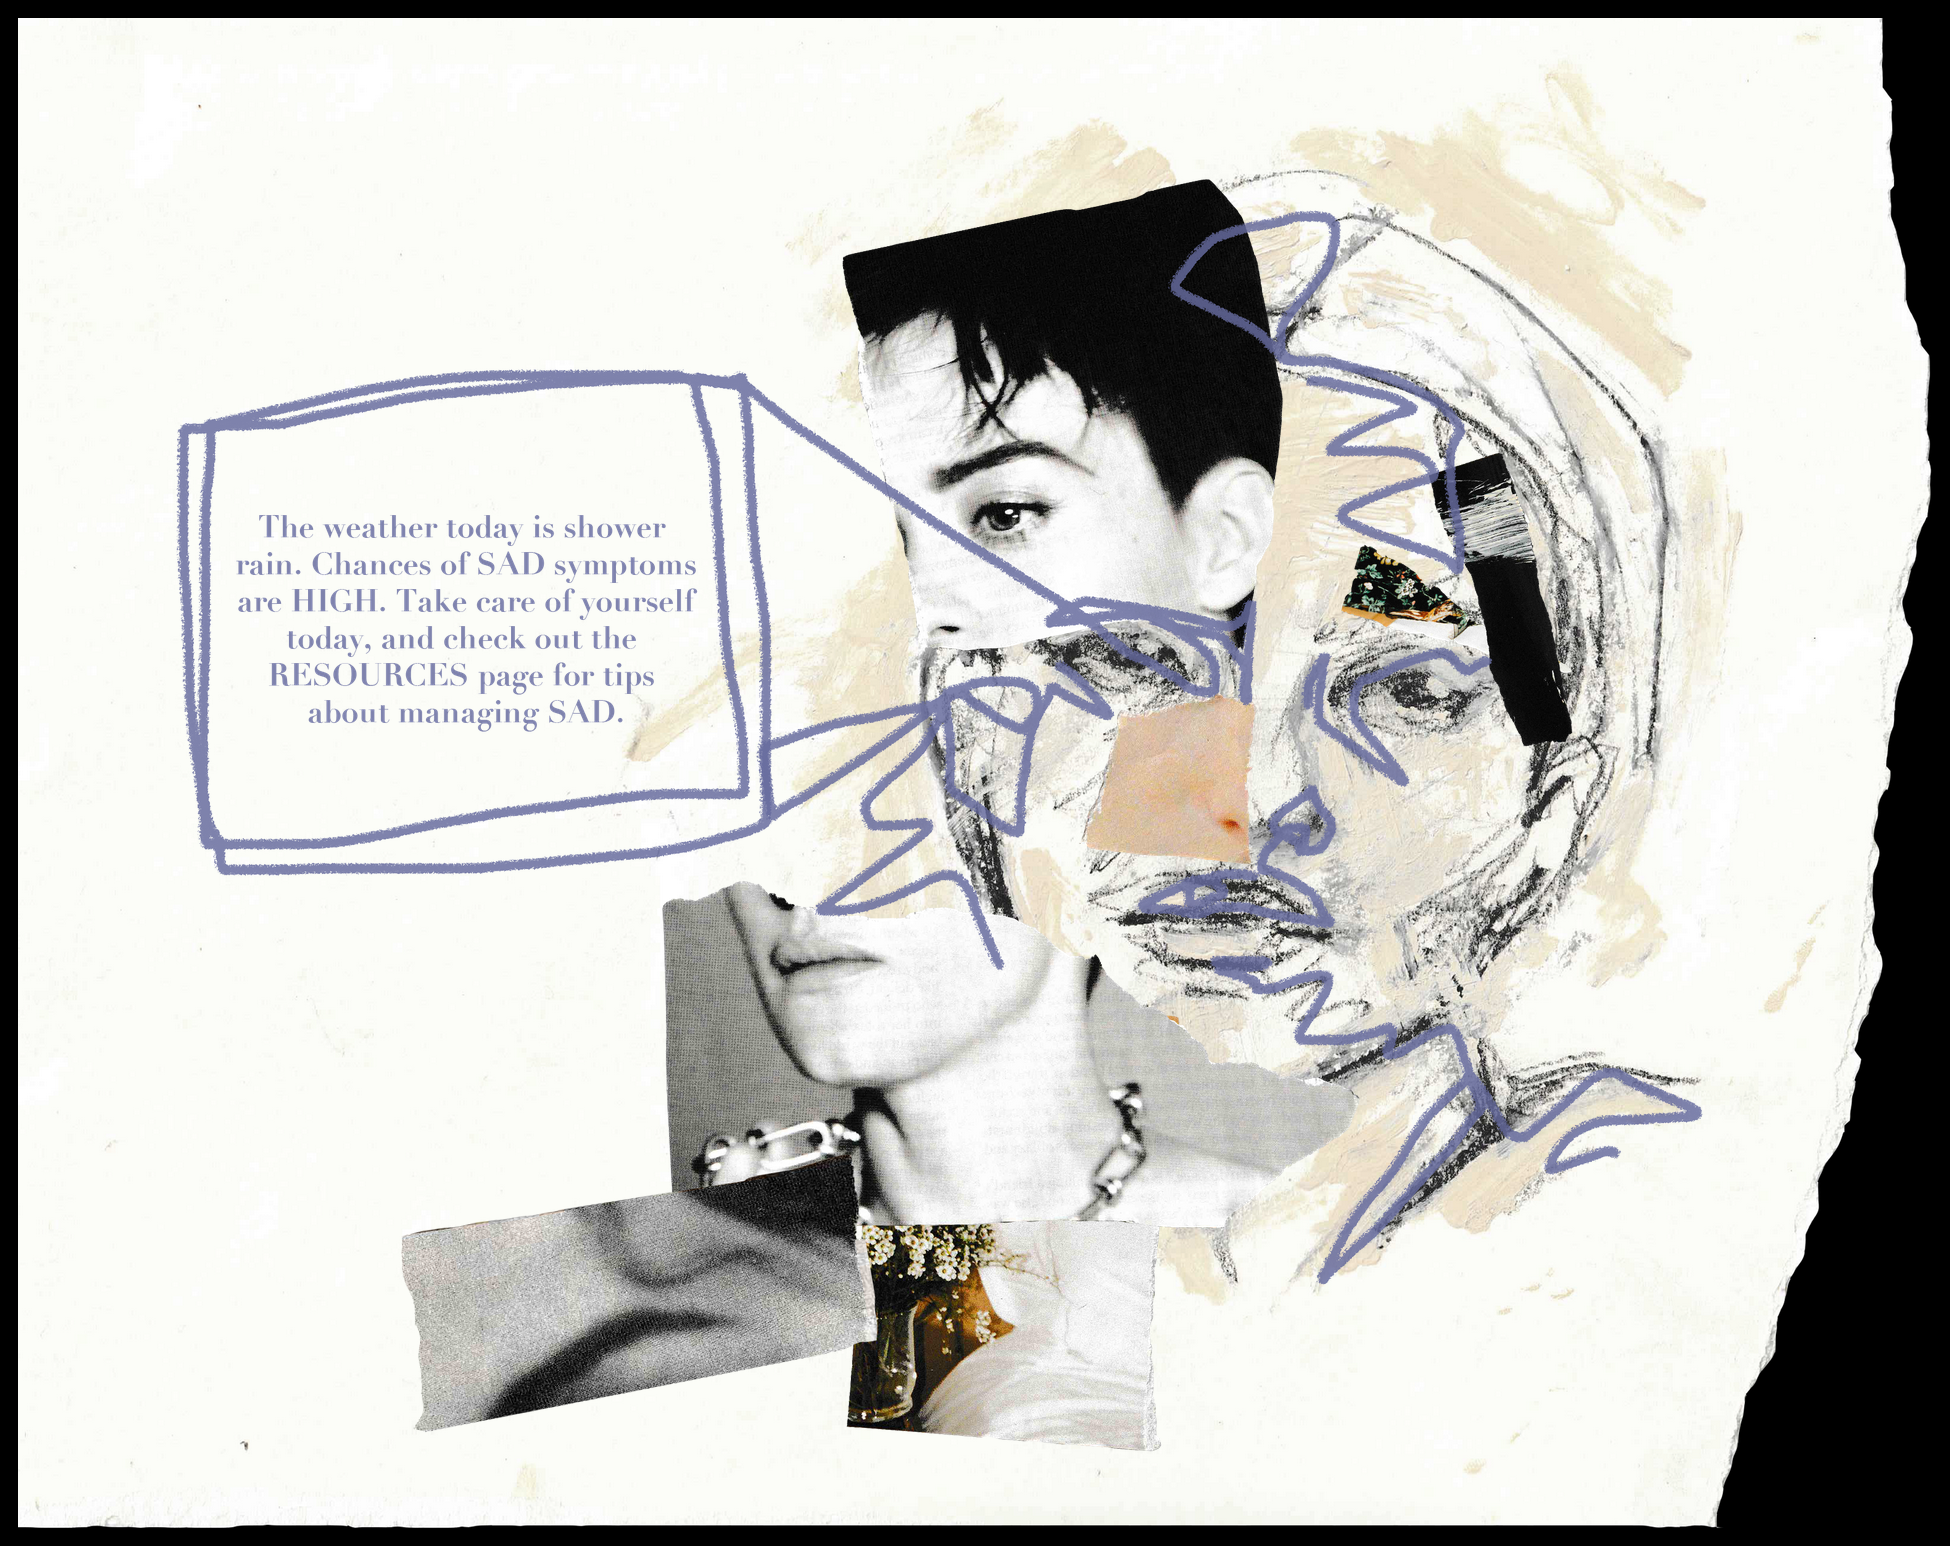 The weather today is shower
rain. Chances of SAD symptoms
are HIGH. Take care of yourself
today, and check out the
RESOURCES page for tips
about managing SAD.